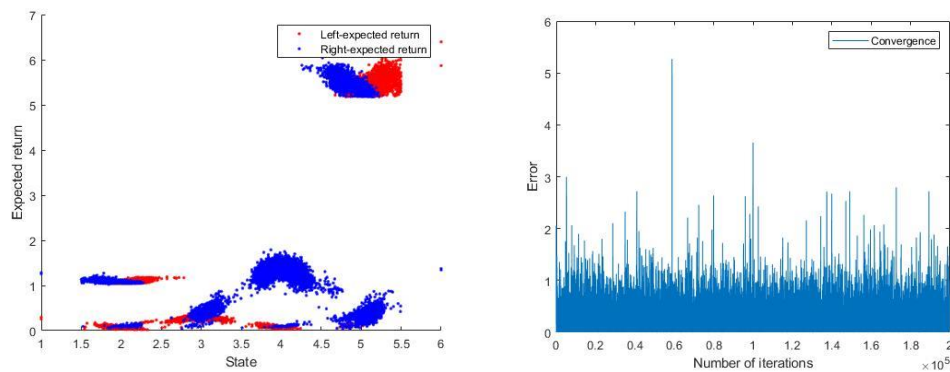 7
6
5
4
3
2
1
0
Expected return
Left-expected return
Right-expected return
1 1.5 2 2.5 3 3.5 4 4.5 5 5.5 6
State
6
5
4
3
2
1
0
Error
Convergence
0 0.2 0.4 0.6 0.8 1 1.2 1.4 1.6 1.8 2
Number of iterations
×10^5